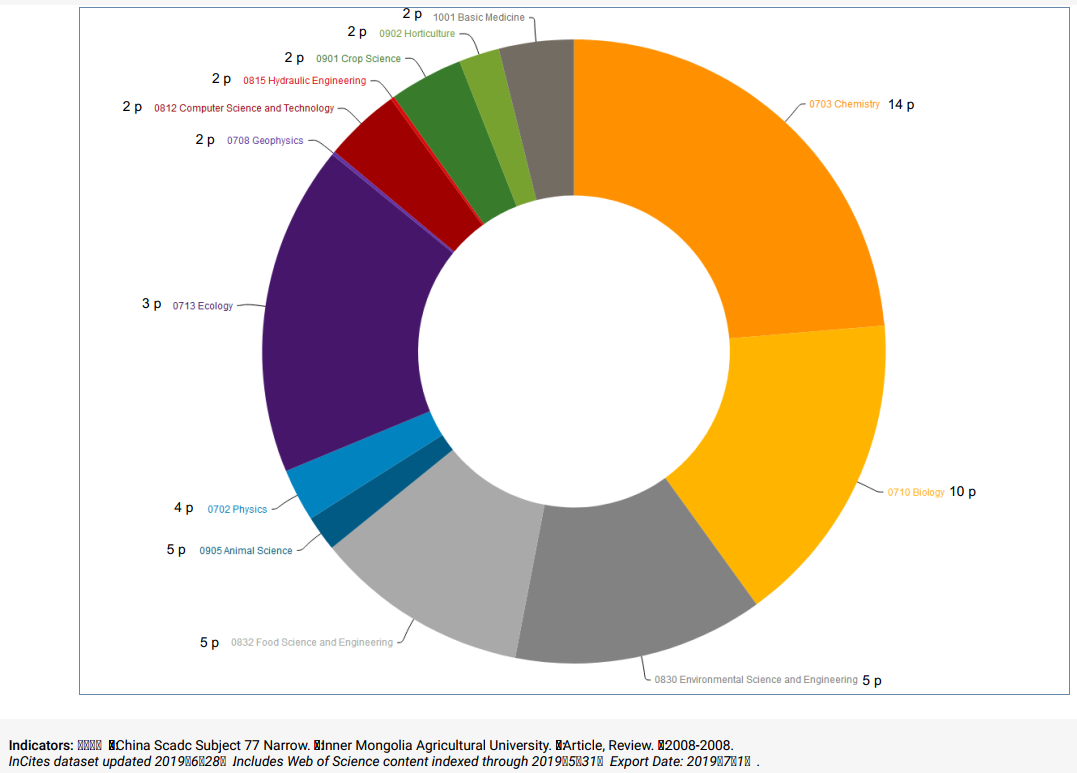 2 p 1001 Basic Medicine
2 p 0902 Horticulture
2 p 0901 Crop Science
2 p 0815 Hydraulic Engineering
2 p 0812 Computer Science and Technology
0703 Chemistry 14 p
2 p 0708 Geophysics
3 p 0713 Ecology
0710 Biology 10 p
4 p 0702 Physics
5 p 0905 Animal Science
5 p 0832 Food Science and Engineering
0830 Environmental Science and Engineering 5 p
Indicators: China Scadc Subject 77 Narrow. Inner Mongolia Agricultural University. Article, Review. 2008-2008.
InCites dataset updated 2019 6 28 Includes Web of Science content indexed through 2019 5 31 Export Date: 2019 7 1 .